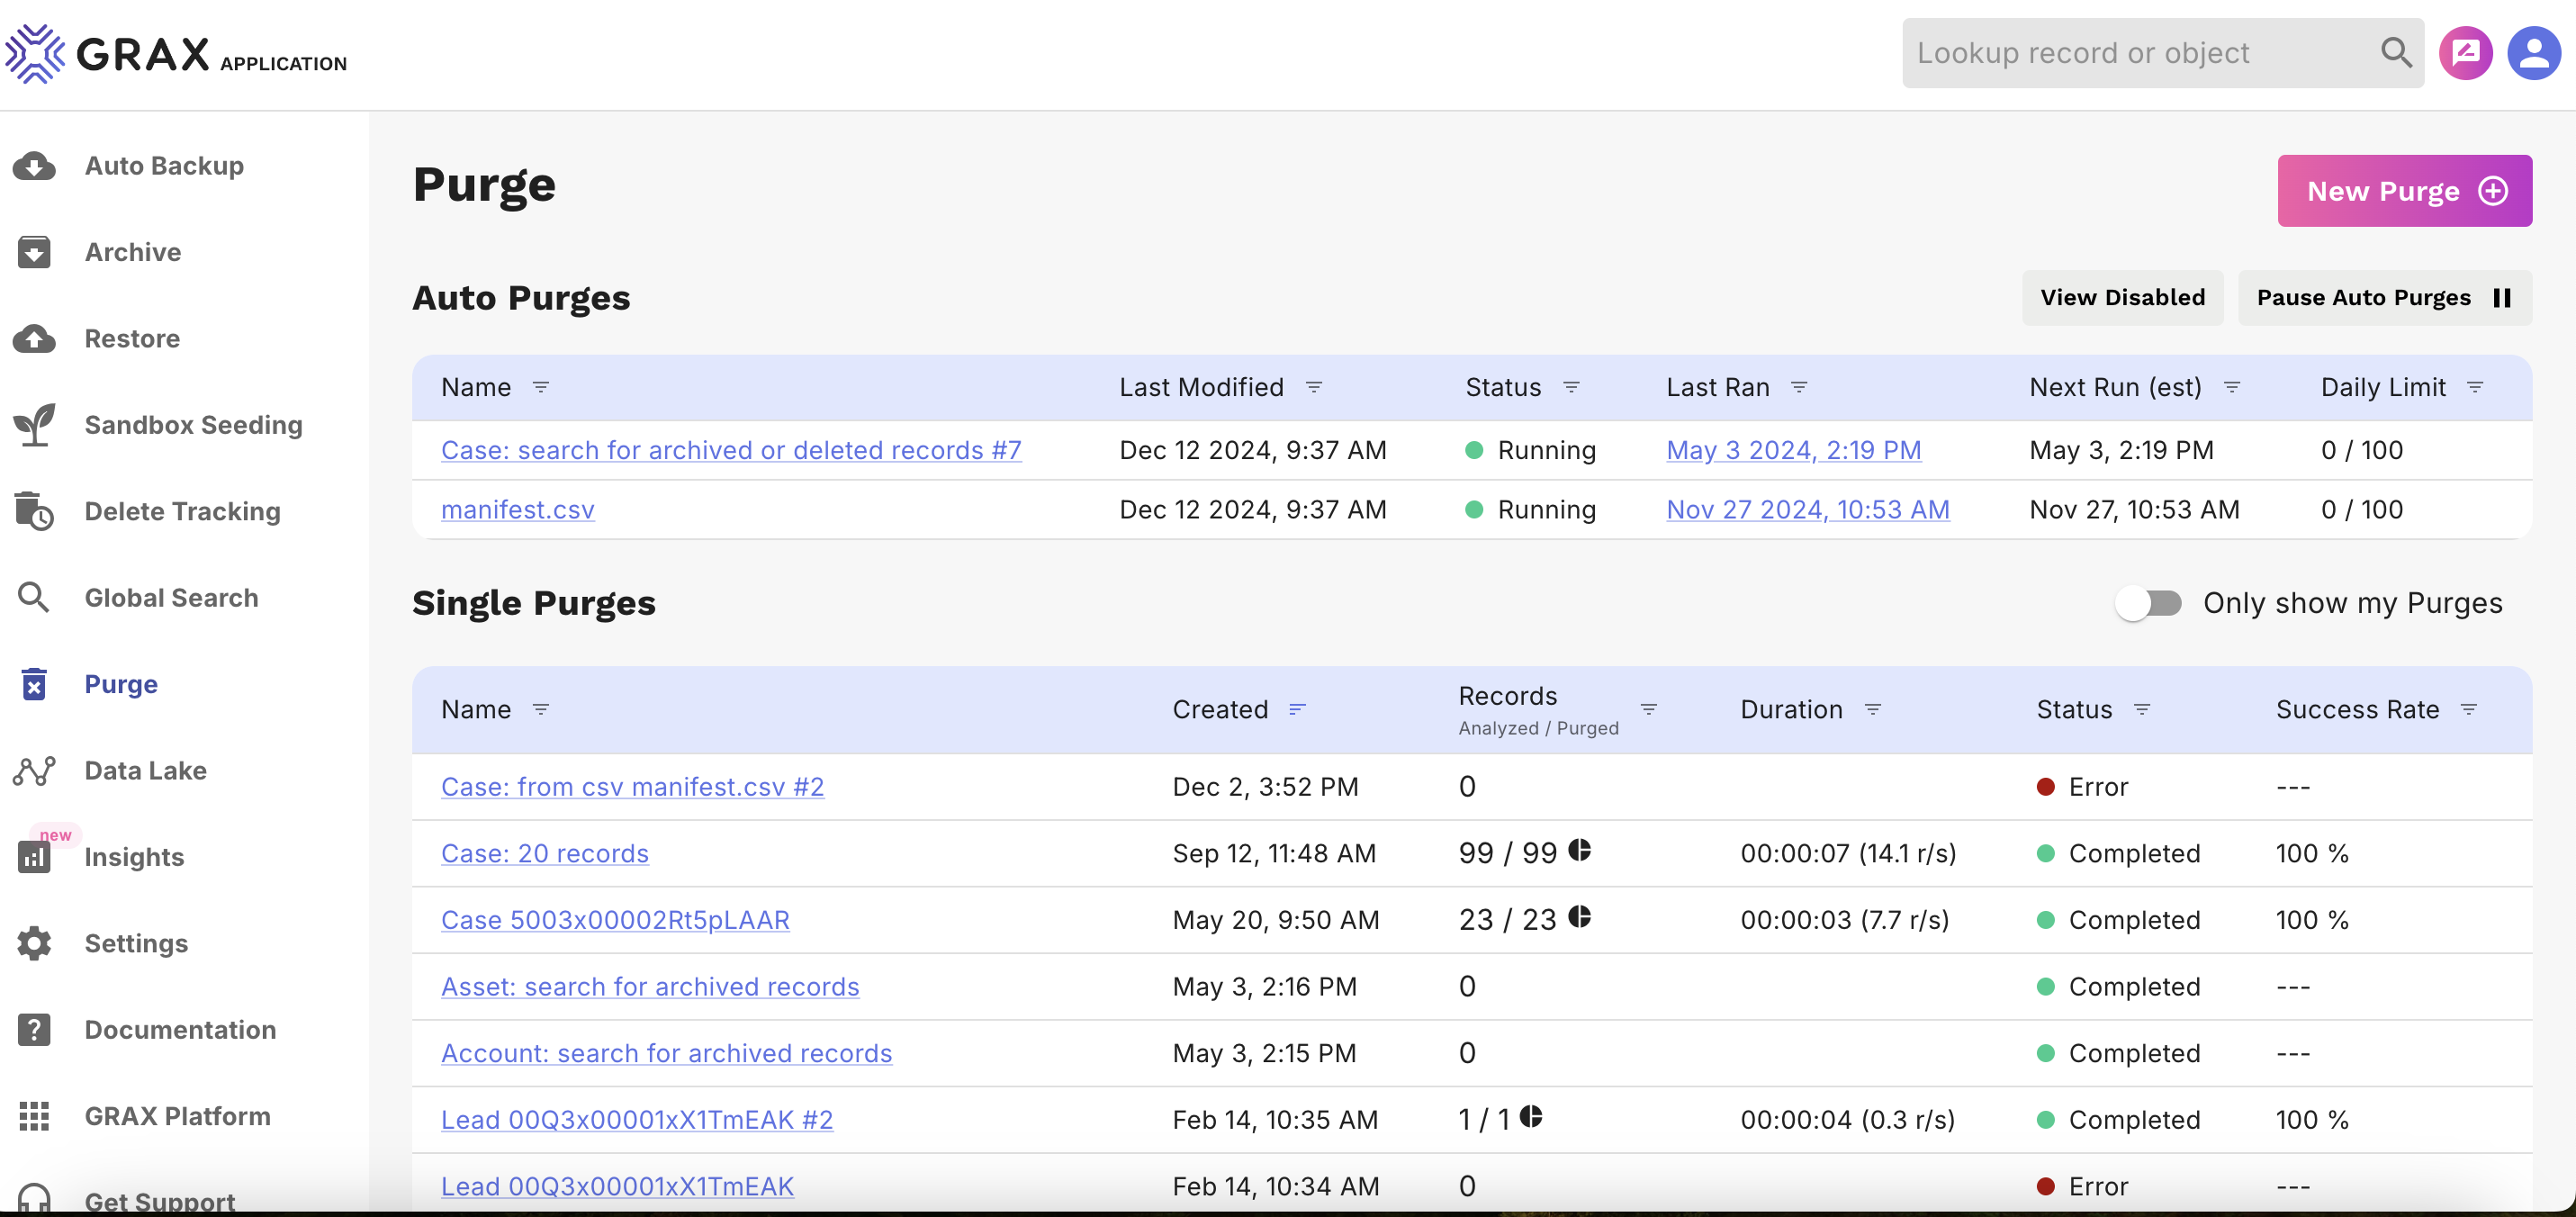 GRAX APPLICATION
Lookup record or object
Auto Backup
Archive
Restore
Sandbox Seeding
Delete Tracking
Global Search
Purge
Data Lake
new
Insights
Settings
Documentation
GRAX Platform
Get Support
Purge
New Purge
Auto Purges
View Disabled
Pause Auto Purges
Name Last Modified Status Last Ran Next Run (est) Daily Limit
Case: search for archived or deleted records #7 Dec 12 2024, 9:37 AM Running May 3 2024, 2:19 PM May 3, 2:19 PM 0 / 100
manifest.csv Dec 12 2024, 9:37 AM Running Nov 27 2024, 10:53 AM Nov 27, 10:53 AM 0 / 100
Single Purges
Only show my Purges
Name Created Records Duration Status Success Rate
Analyzed / Purged
Case: from csv manifest.csv #2 Dec 2, 3:52 PM 0 Error ---
Case: 20 records Sep 12, 11:48 AM 99 / 99 00:00:07 (14.1 r/s) Completed 100 %
Case 5003x00002Rt5pLAAR May 20, 9:50 AM 23 / 23 00:00:03 (7.7 r/s) Completed 100 %
Asset: search for archived records May 3, 2:16 PM 0 Completed ---
Account: search for archived records May 3, 2:15 PM 0 Completed ---
Lead 00Q3x00001xX1TmEAK #2 Feb 14, 10:35 AM 1 / 1 00:00:04 (0.3 r/s) Completed 100 %
Lead 00Q3x00001xX1TmEAK Feb 14, 10:34 AM 0 Error ---